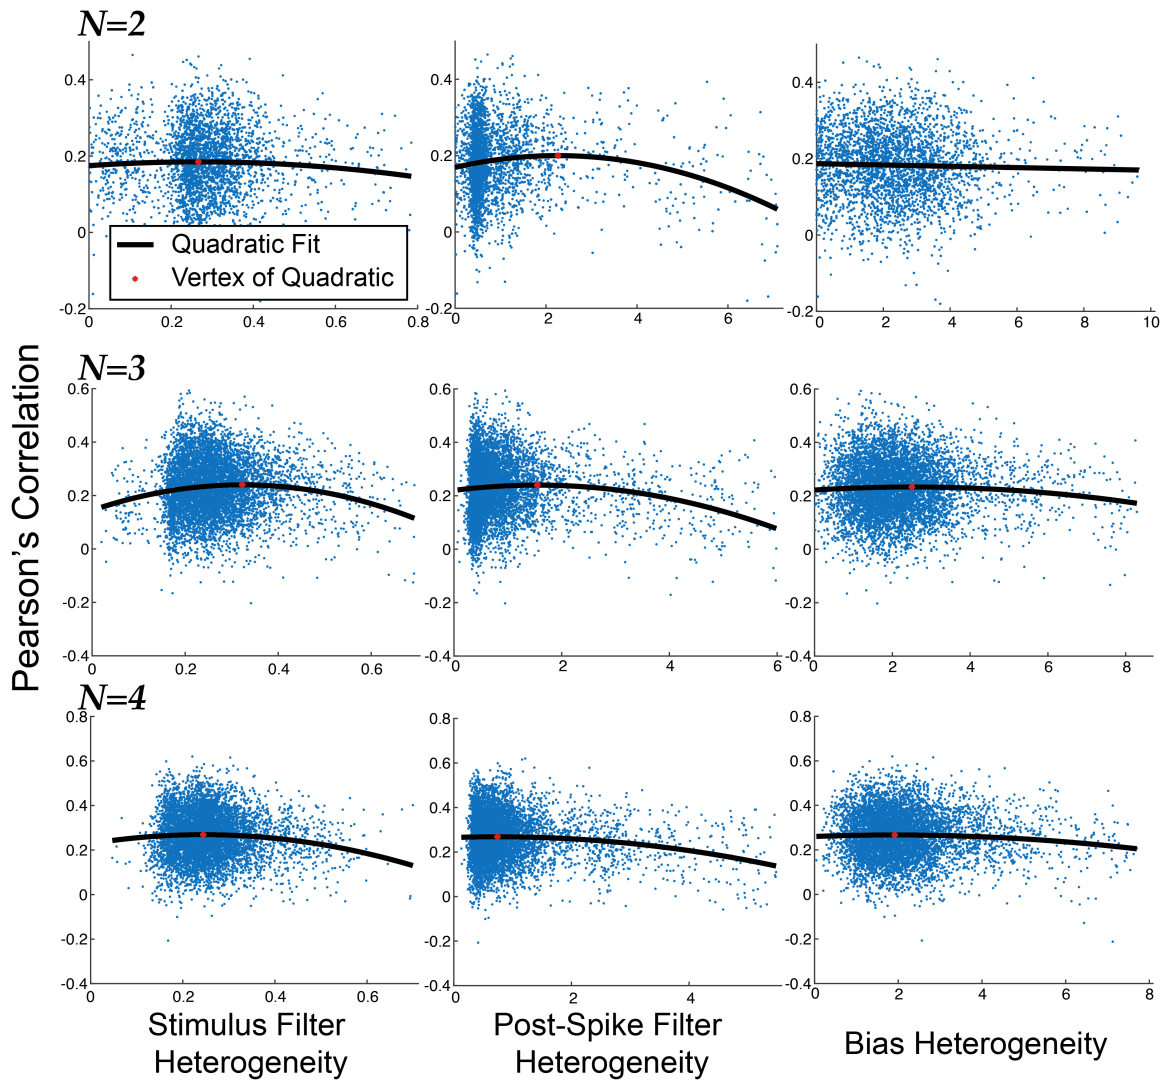 N=2
0.4
0.2
0
-0.2
0 0.2 0.4 0.6 0.8
Quadratic Fit
Vertex of Quadratic
0.4
0.2
0
-0.2
0 2 4 6
0.4
0.2
0
-0.2
0 2 4 6 8 10
Pearson's Correlation
N=3
0.6
0.4
0.2
0
-0.2
-0.4
0 0.2 0.4 0.6
0.6
0.4
0.2
0
-0.2
-0.4
0 2 4 6
0.6
0.4
0.2
0
-0.2
-0.4
0 2 4 6 8
N=4
0.8
0.6
0.4
0.2
0
-0.2
-0.4
0 0.2 0.4 0.6
Stimulus Filter
Heterogeneity
0.8
0.6
0.4
0.2
0
-0.2
-0.4
0 2 4
Post-Spike Filter
Heterogeneity
0.8
0.6
0.4
0.2
0
-0.2
-0.4
0 2 4 6 8
Bias Heterogeneity